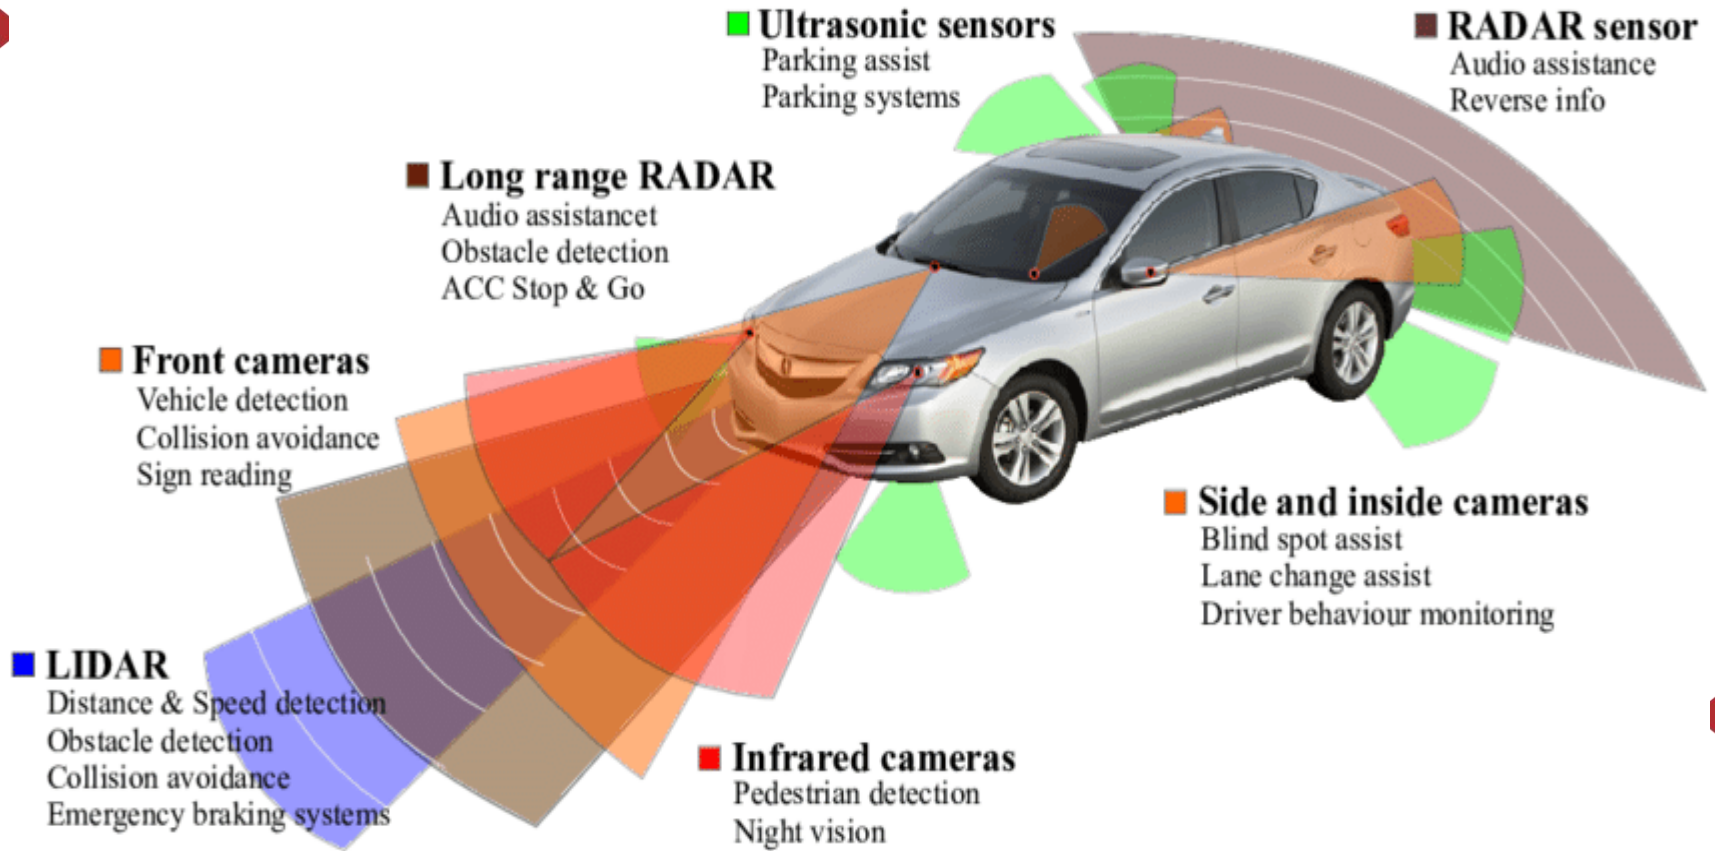 Ultrasonic sensors
Parking assist
Parking systems
RADAR sensor
Audio assistance
Reverse info
Long range RADAR
Audio assistancet
Obstacle detection
ACC Stop & Go
Front cameras
Vehicle detection
Collision avoidance
Sign reading
Side and inside cameras
Blind spot assist
Lane change assist
Driver behaviour monitoring
LIDAR
Distance & Speed detection
Obstacle detection
Collision avoidance
Emergency braking systems
Infrared cameras
Pedestrian detection
Night vision